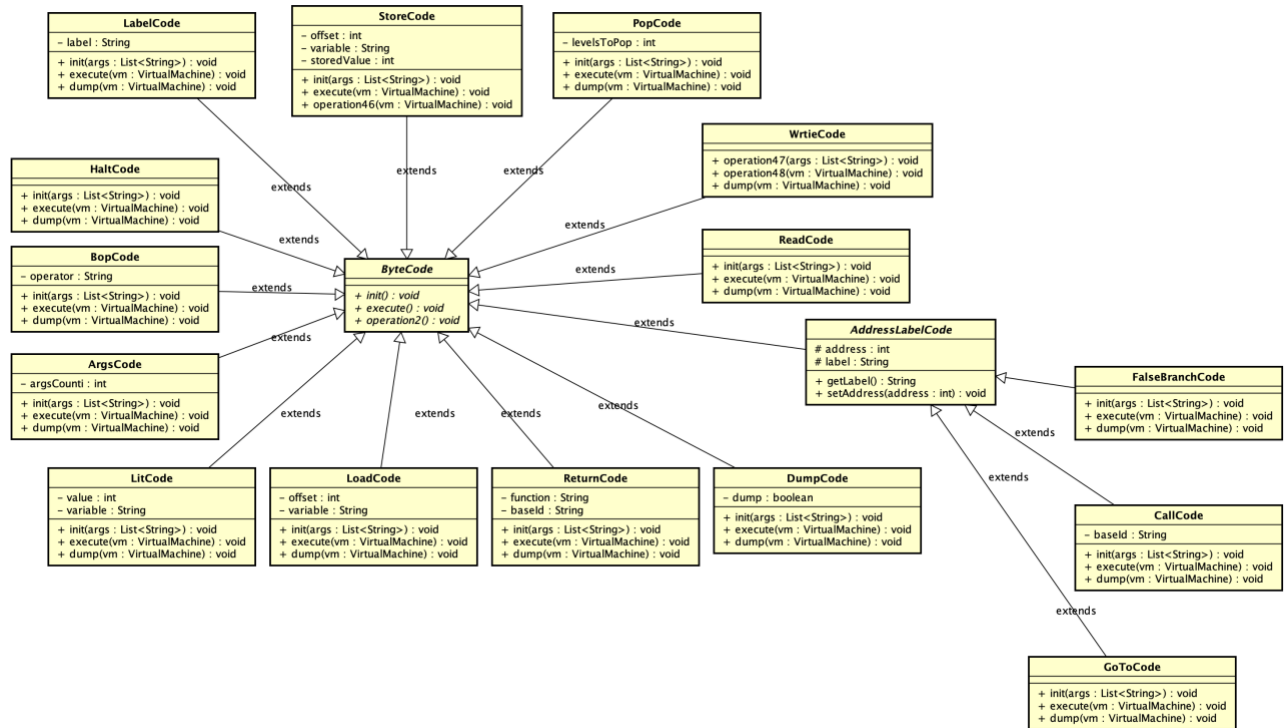 LabelCode
– label : String
+ init(args : List<String>) : void
+ execute(vm : VirtualMachine) : void
+ dump(vm : VirtualMachine) : void
StoreCode
– offset : int
– variable : String
– storedValue : int
+ init(args : List<String>) : void
+ execute(vm : VirtualMachine) : void
+ operation46(vm : VirtualMachine) : void
PopCode
– levelsToPop : int
+ init(args : List<String>) : void
+ execute(vm : VirtualMachine) : void
+ dump(vm : VirtualMachine) : void
WrtieCode
+ operation47(args : List<String>) : void
+ operation48(vm : VirtualMachine) : void
+ dump(vm : VirtualMachine) : void
extends
extends
extends
HaltCode
+ init(args : List<String>) : void
+ execute(vm : VirtualMachine) : void
+ dump(vm : VirtualMachine) : void
extends
extends
BopCode
– operator : String
+ init(args : List<String>) : void
+ execute(vm : VirtualMachine) : void
+ dump(vm : VirtualMachine) : void
extends
ByteCode
+ init() : void
+ execute() : void
+ operation2() : void
extends
ReadCode
+ init(args : List<String>) : void
+ execute(vm : VirtualMachine) : void
+ dump(vm : VirtualMachine) : void
extends
extends
AddressLabelCode
# address : int
# label : String
+ getLabel() : String
+ setAddress(address : int) : void
ArgsCode
– argsCounti : int
+ init(args : List<String>) : void
+ execute(vm : VirtualMachine) : void
+ dump(vm : VirtualMachine) : void
FalseBranchCode
+ init(args : List<String>) : void
+ execute(vm : VirtualMachine) : void
+ dump(vm : VirtualMachine) : void
extends
extends
extends
extends
extends
extends
LitCode
– value : int
– variable : String
+ init(args : List<String>) : void
+ execute(vm : VirtualMachine) : void
+ dump(vm : VirtualMachine) : void
LoadCode
– offset : int
– variable : String
+ init(args : List<String>) : void
+ execute(vm : VirtualMachine) : void
+ dump(vm : VirtualMachine) : void
ReturnCode
– function : String
– baseId : String
+ init(args : List<String>) : void
+ execute(vm : VirtualMachine) : void
+ dump(vm : VirtualMachine) : void
DumpCode
– dump : boolean
+ init(args : List<String>) : void
+ execute(vm : VirtualMachine) : void
+ dump(vm : VirtualMachine) : void
CallCode
– baseId : String
+ init(args : List<String>) : void
+ execute(vm : VirtualMachine) : void
+ dump(vm : VirtualMachine) : void
extends
GoToCode
+ init(args : List<String>) : void
+ execute(vm : VirtualMachine) : void
+ dump(vm : VirtualMachine) : void